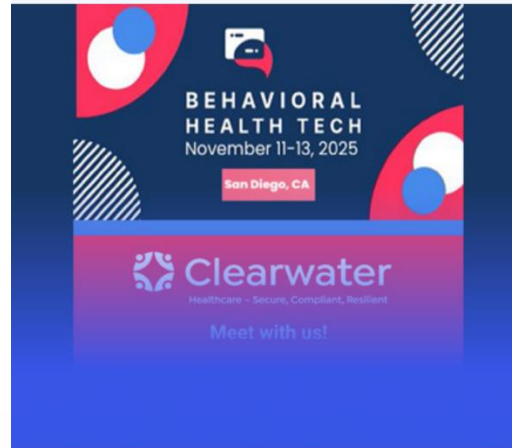 BEHAVIORAL
HEALTH TECH
November 11-13, 2025
San Diego, CA
Clearwater
Healthcare – Secure, Compliant, Resilient
Meet with us!